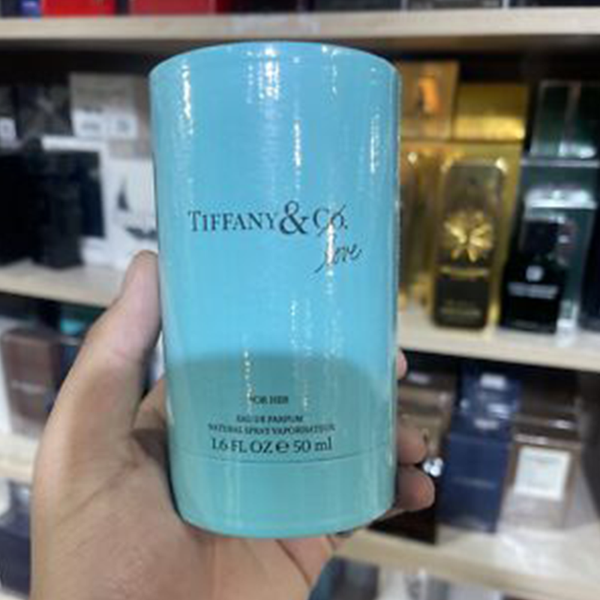 TIFFANY & CO.
love
FOR HER
EAU DE PARFUM
NATURAL SPRAY VAPORISATEUR
1.6 FL OZ ℮ 50 ml